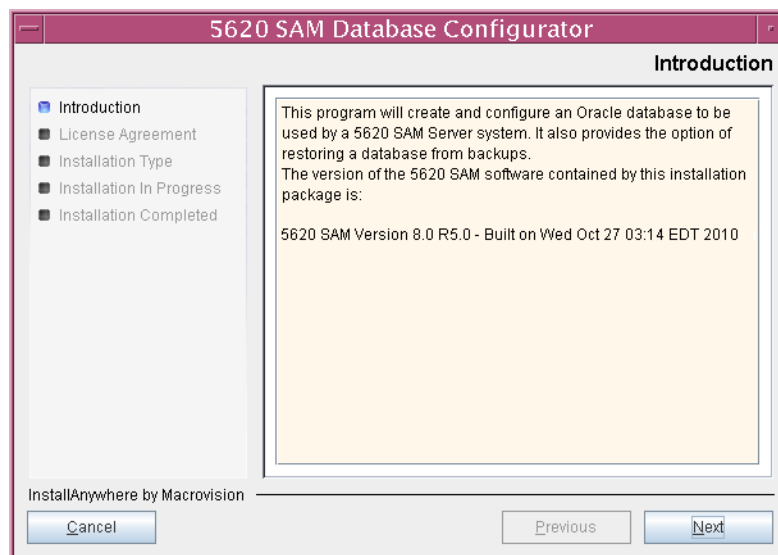 5620 SAM Database Configurator
Introduction
Introduction
License Agreement
Installation Type
Installation In Progress
Installation Completed
This program will create and configure an Oracle database to be
used by a 5620 SAM Server system. It also provides the option of
restoring a database from backups.
The version of the 5620 SAM software contained by this installation
package is:
5620 SAM Version 8.0 R5.0 - Built on Wed Oct 27 03:14 EDT 2010
InstallAnywhere by Macrovision
Cancel
Previous
Next